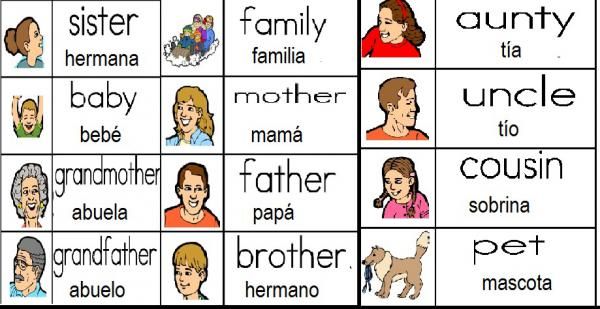 sister
hermana
family
familia
aunty
tía
baby
bebé
mother
mamá
uncle
tío
grandmother
abuela
father
papá
cousin
sobrina
grandfather
abuelo
brother
hermano
pet
mascota